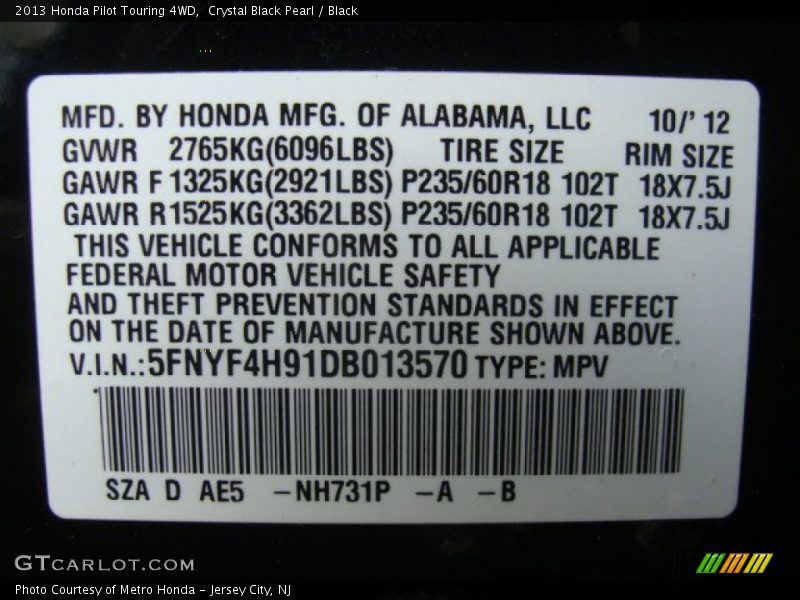 2013 Honda Pilot Touring 4WD,  Crystal Black Pearl / Black
MFD. BY HONDA MFG. OF ALABAMA, LLC 10/' 12
GVWR 2765KG(6096LBS) TIRE SIZE RIM SIZE
GAWR F 1325KG(2921LBS) P235/60R18 102T 18X7.5J
GAWR R 1525KG(3362LBS) P235/60R18 102T 18X7.5J
THIS VEHICLE CONFORMS TO ALL APPLICABLE
FEDERAL MOTOR VEHICLE SAFETY
AND THEFT PREVENTION STANDARDS IN EFFECT
ON THE DATE OF MANUFACTURE SHOWN ABOVE.
V.I.N.:5FNYF4H91DB013570 TYPE: MPV
SZA D AE5 –NH731P –A –B
GTCARLOT.COM
Photo Courtesy of Metro Honda – Jersey City, NJ